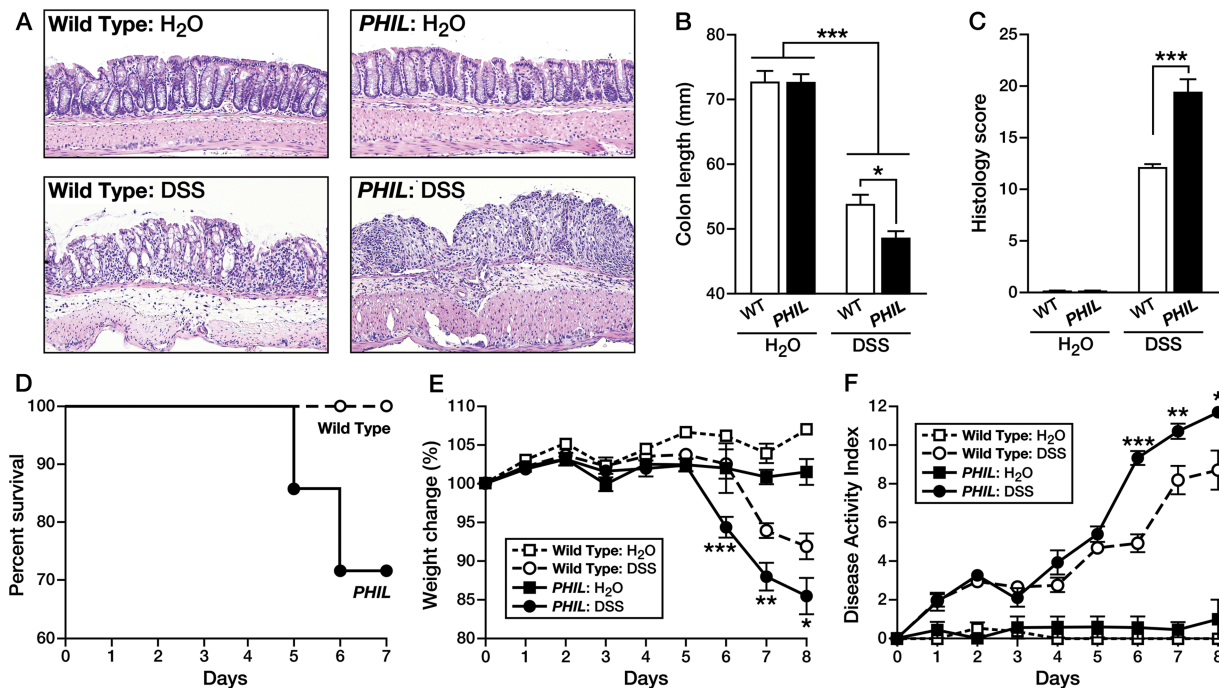 A
Wild Type: H₂O
PHIL: H₂O
Wild Type: DSS
PHIL: DSS
B
Colon length (mm)
80
70
60
50
40
***
*
WT
PHIL
WT
PHIL
H₂O
DSS
C
Histology score
25
20
15
10
5
0
***
WT
PHIL
WT
PHIL
H₂O
DSS
D
Percent survival
100
90
80
70
60
Wild Type
PHIL
0 1 2 3 4 5 6 7
Days
E
Weight change (%)
110
105
100
95
90
85
80
***
**
*
Wild Type: H₂O
Wild Type: DSS
PHIL: H₂O
PHIL: DSS
0 1 2 3 4 5 6 7 8
Days
F
Disease Activity Index
12
10
8
6
4
2
0
Wild Type: H₂O
Wild Type: DSS
PHIL: H₂O
PHIL: DSS
***
**
*
0 1 2 3 4 5 6 7 8
Days